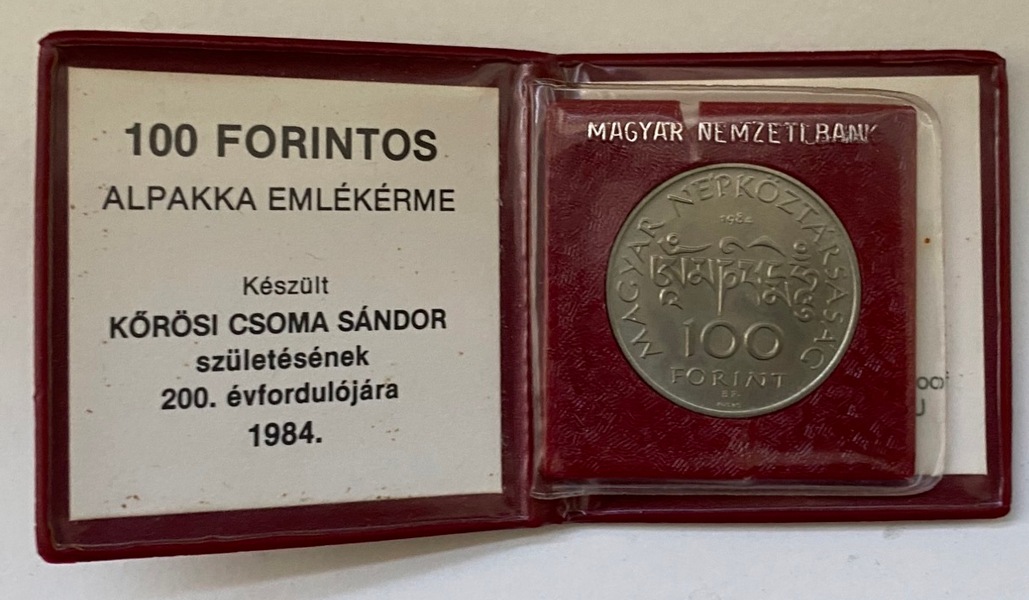 100 FORINTOS
ALPAKKA EMLÉKÉRME
Készült
KŐRÖSI CSOMA SÁNDOR
születésének
200. évfordulójára
1984.
MAGYAR NEMZETI BANK
MAGYAR NÉPKÖZTÁRSASÁG
1984
100
FORINT
BP.